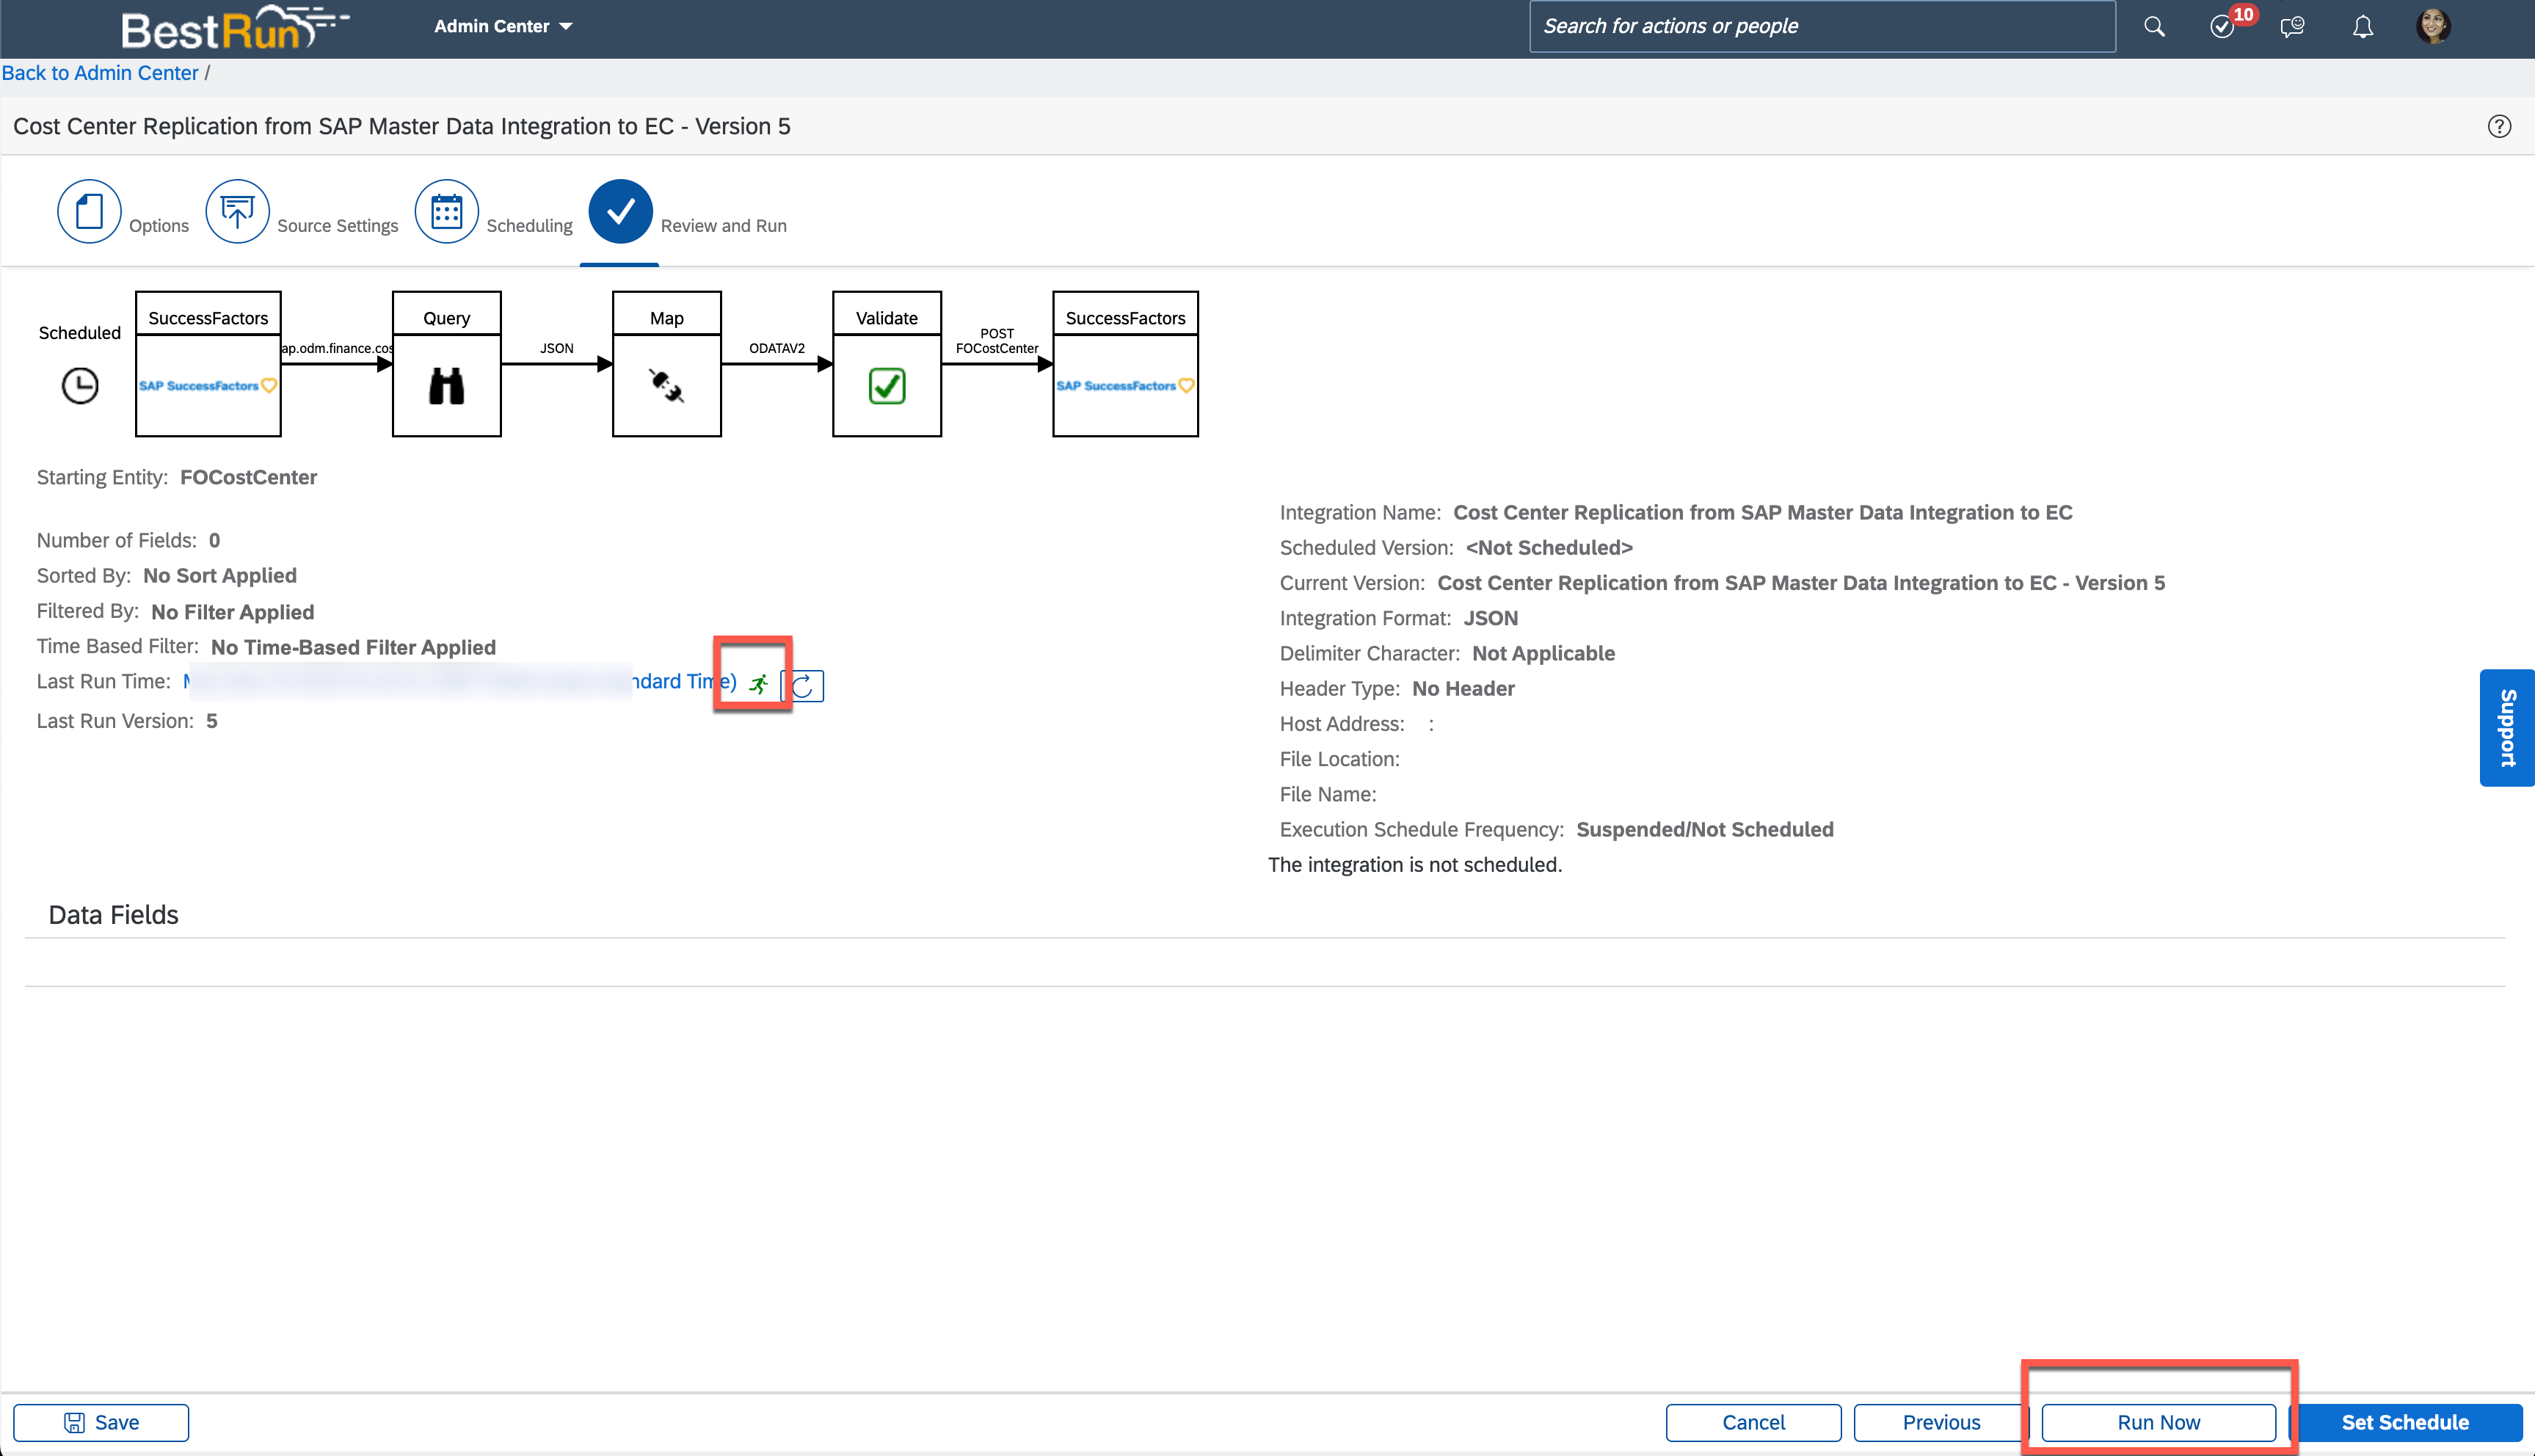 BestRun
Admin Center
Search for actions or people
10
Back to Admin Center /
Cost Center Replication from SAP Master Data Integration to EC - Version 5
Options
Source Settings
Scheduling
Review and Run
Scheduled
SuccessFactors
SAP SuccessFactors
ap.odm.finance.cos
Query
JSON
Map
ODATAV2
Validate
POST
FOCostCenter
SuccessFactors
SAP SuccessFactors
Starting Entity: FOCostCenter
Number of Fields: 0
Sorted By: No Sort Applied
Filtered By: No Filter Applied
Time Based Filter: No Time-Based Filter Applied
Last Run Time: ndard Time)
Last Run Version: 5
Integration Name: Cost Center Replication from SAP Master Data Integration to EC
Scheduled Version: <Not Scheduled>
Current Version: Cost Center Replication from SAP Master Data Integration to EC - Version 5
Integration Format: JSON
Delimiter Character: Not Applicable
Header Type: No Header
Host Address: :
File Location:
File Name:
Execution Schedule Frequency: Suspended/Not Scheduled
The integration is not scheduled.
Support
Data Fields
Save
Cancel
Previous
Run Now
Set Schedule